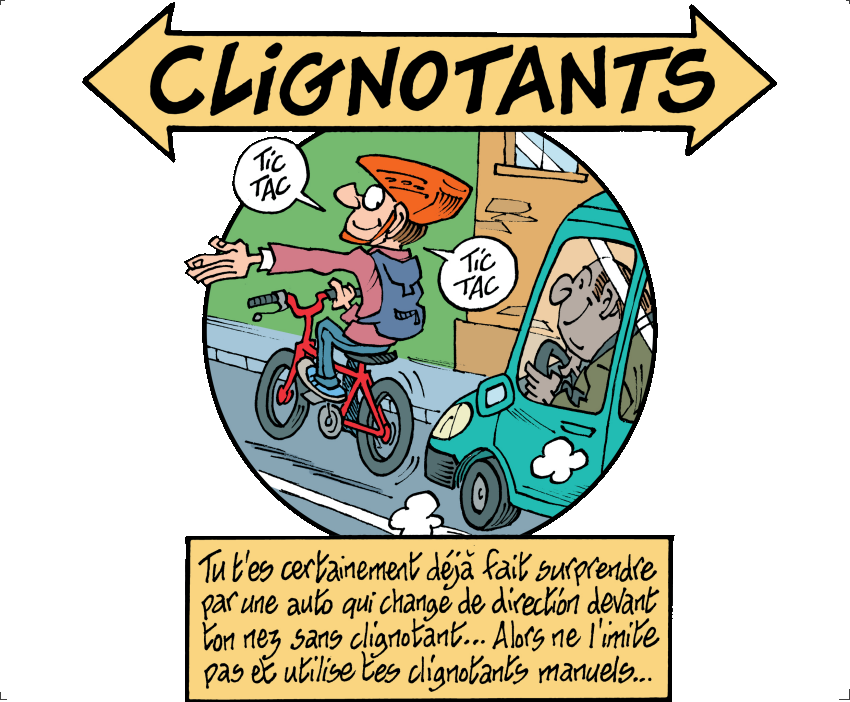 CLIGNOTANTS
TIC
TAC
TIC
TAC
Tu t'es certainement déjà fait surprendre
par une auto qui change de direction devant
ton nez sans clignotant... Alors ne l'imite
pas et utilise tes clignotants manuels...